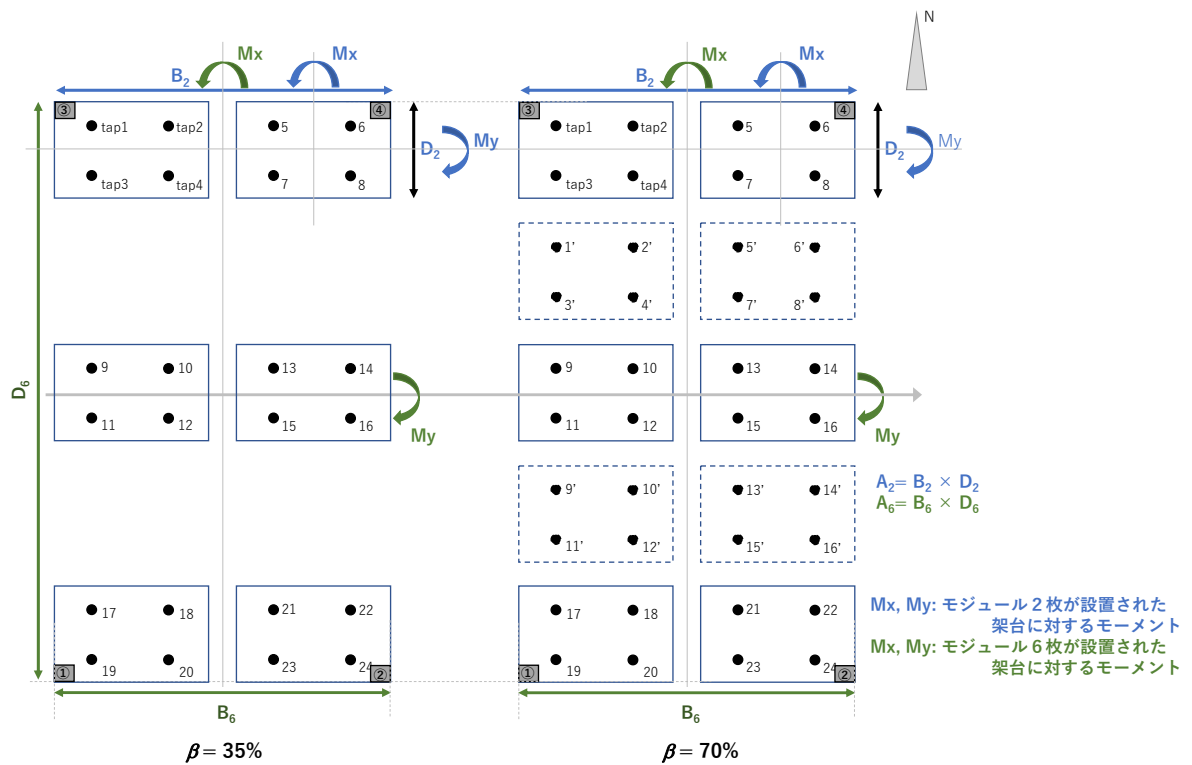 N
Mx Mx Mx Mx
B2 B2
③ ④ ③ ④
tap1 tap2 5 6 tap1 tap2 5 6
D2 My D2 My
tap3 tap4 7 8 tap3 tap4 7 8
1’ 2’ 5’ 6’
3’ 4’ 7’ 8’
9 10 13 14 9 10 13 14
D6
11 12 15 16 11 12 15 16
My My
A2= B2 × D2
9’ 10’ 13’ 14’
A6= B6 × D6
11’ 12’ 15’ 16’
Mx, My: モジュール２枚が設置された
架台に対するモーメント
17 18 21 22 17 18 21 22
Mx, My: モジュール６枚が設置された
架台に対するモーメント
19 20 23 24 19 20 23 24
① ② ① ②
B6 B6
β = 35% β = 70%